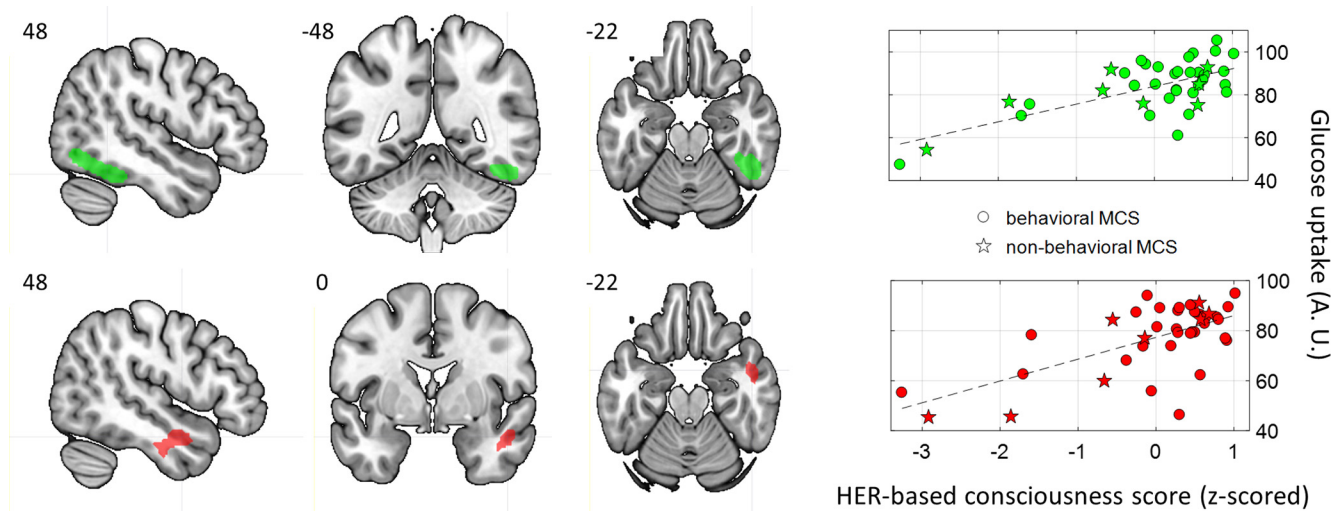 48
-48
-22
100
80
60
40
behavioral MCS
non-behavioral MCS
Glucose uptake (A. U.)
48
0
-22
100
80
60
40
-3 -2 -1 0 1
HER-based consciousness score (z-scored)